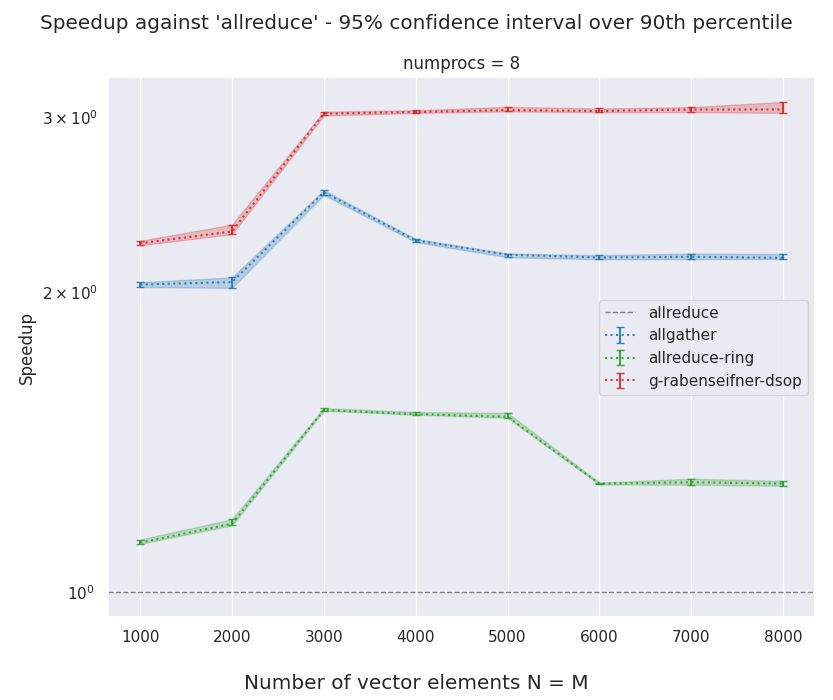 Speedup against 'allreduce' - 95% confidence interval over 90th percentile
numprocs = 8
3 × 10⁰
2 × 10⁰
10⁰
Speedup
allreduce
allgather
allreduce-ring
g-rabenseifner-dsop
1000 2000 3000 4000 5000 6000 7000 8000
Number of vector elements N = M